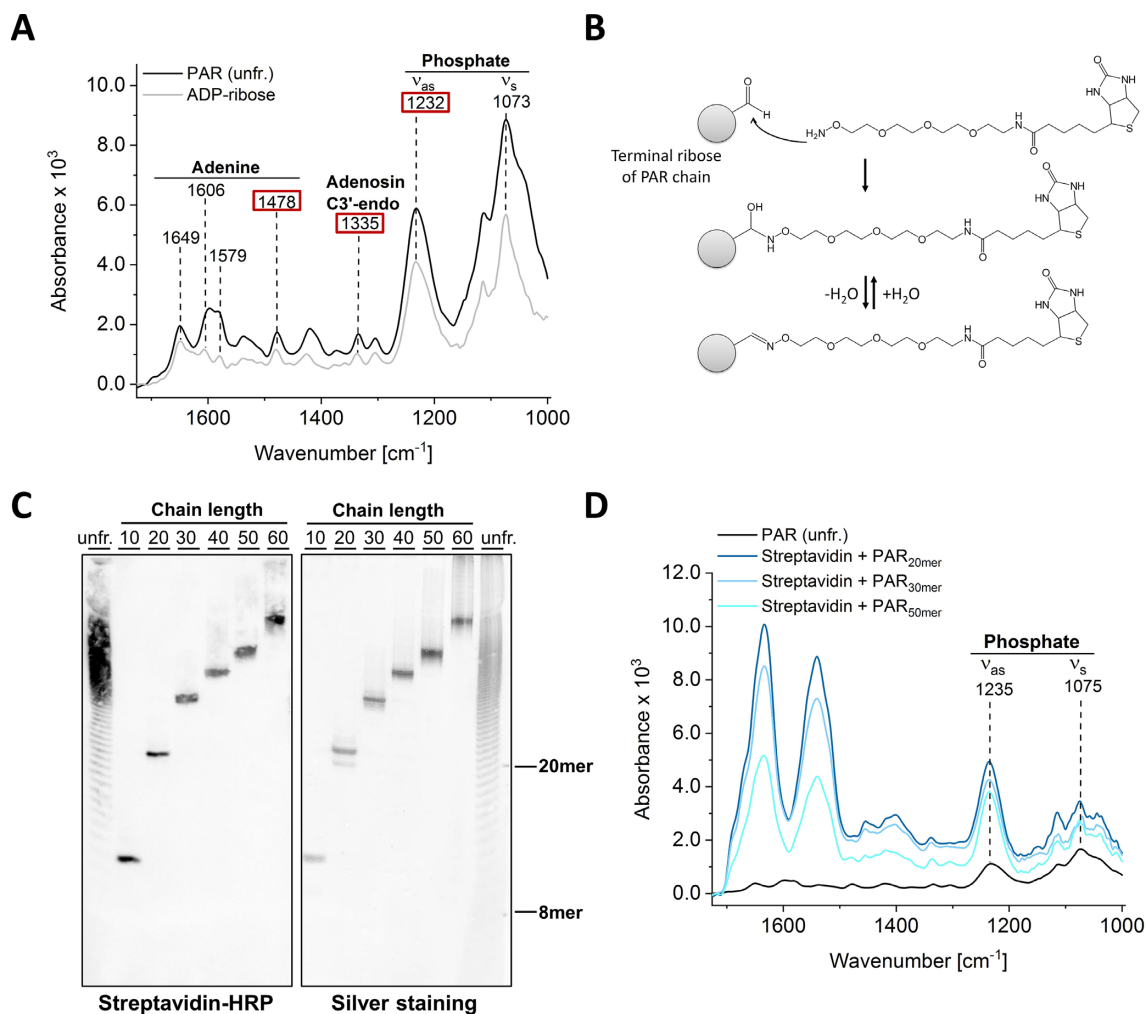 A
PAR (unfr.)
ADP-ribose
Phosphate
νas
νs
1232
1073
Adenine
1606
1478
1649
1579
Adenosin
C3'-endo
1335
10.0
8.0
6.0
4.0
2.0
0.0
Absorbance x 10³
1600
1400
1200
1000
Wavenumber [cm⁻¹]
B
O
H
O
HN
NH
S
H₂N
O
O
O
O
H
N
O
Terminal ribose
of PAR chain
OH
N
H
O
O
O
O
H
N
O
O
HN
NH
S
-H₂O
+H₂O
N
O
O
O
O
H
N
O
O
HN
NH
S
C
Chain length
Chain length
unfr. 10 20 30 40 50 60
10 20 30 40 50 60 unfr.
20mer
8mer
Streptavidin-HRP
Silver staining
D
PAR (unfr.)
Streptavidin + PAR20mer
Streptavidin + PAR30mer
Streptavidin + PAR50mer
Phosphate
νas
νs
1235
1075
12.0
10.0
8.0
6.0
4.0
2.0
0.0
Absorbance x 10³
1600
1400
1200
1000
Wavenumber [cm⁻¹]